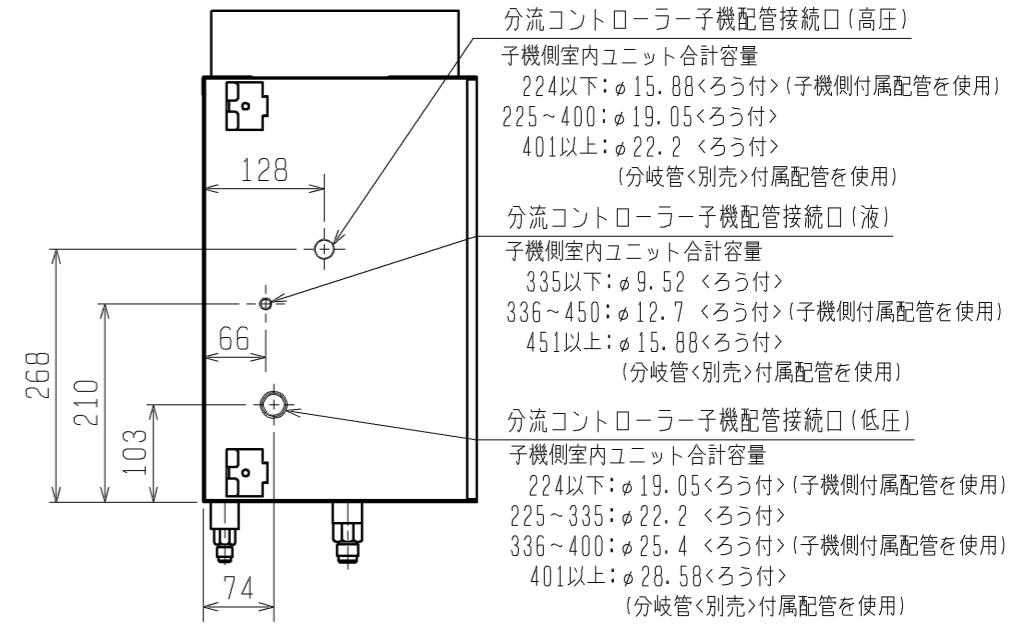 分流コントローラー子機配管接続口(高圧)
子機側室内ユニット合計容量
224以下:φ15.88<ろう付>(子機側付属配管を使用)
225~400:φ19.05<ろう付>
401以上:φ22.2 <ろう付>
(分岐管<別売>付属配管を使用)
128
分流コントローラー子機配管接続口(液)
子機側室内ユニット合計容量
335以下:φ9.52 <ろう付>
336~450:φ12.7 <ろう付>(子機側付属配管を使用)
451以上:φ15.88<ろう付>
(分岐管<別売>付属配管を使用)
66
268
210
103
分流コントローラー子機配管接続口(低圧)
子機側室内ユニット合計容量
224以下:φ19.05<ろう付>(子機側付属配管を使用)
225~335:φ22.2 <ろう付>
336~400:φ25.4 <ろう付>(子機側付属配管を使用)
401以上:φ28.58<ろう付>
(分岐管<別売>付属配管を使用)
74